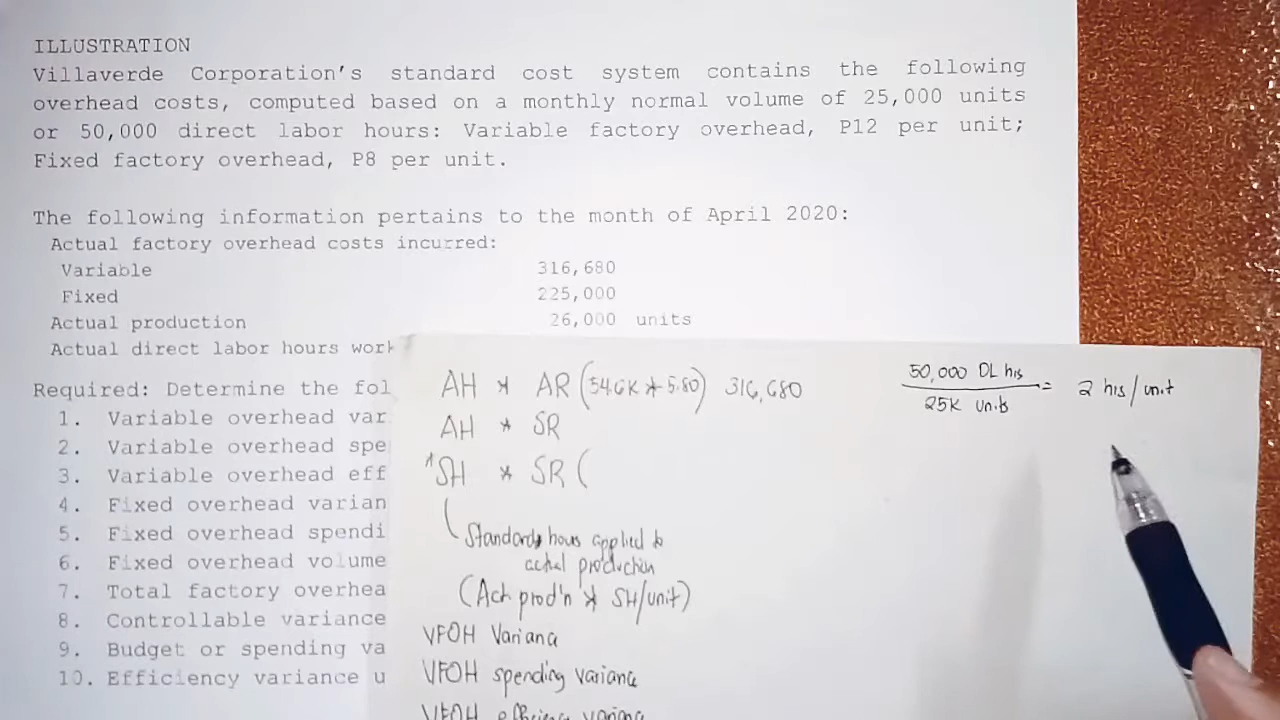 ILLUSTRATION
Villaverde Corporation's standard cost system contains the following
overhead costs, computed based on a monthly normal volume of 25,000 units
or 50,000 direct labor hours: Variable factory overhead, P12 per unit;
Fixed factory overhead, P8 per unit.
The following information pertains to the month of April 2020:
Actual factory overhead costs incurred:
Variable 316,680
Fixed 225,000
Actual production 26,000 units
Actual direct labor hours work
Required: Determine the fol
1. Variable overhead var
2. Variable overhead spe
3. Variable overhead eff
4. Fixed overhead varian
5. Fixed overhead spendi
6. Fixed overhead volume
7. Total factory overhea
8. Controllable variance
9. Budget or spending va
10. Efficiency variance u
AH * AR (54.6K * 5.80) 316,680
AH * SR
*SH * SR (
Standard hours applied to
actual production
(Act prod'n * SH/unit)
VFOH Variance
VFOH spending variance
VFOH efficiency variance
50,000 DL hrs
25K units
= 2 hrs/unit